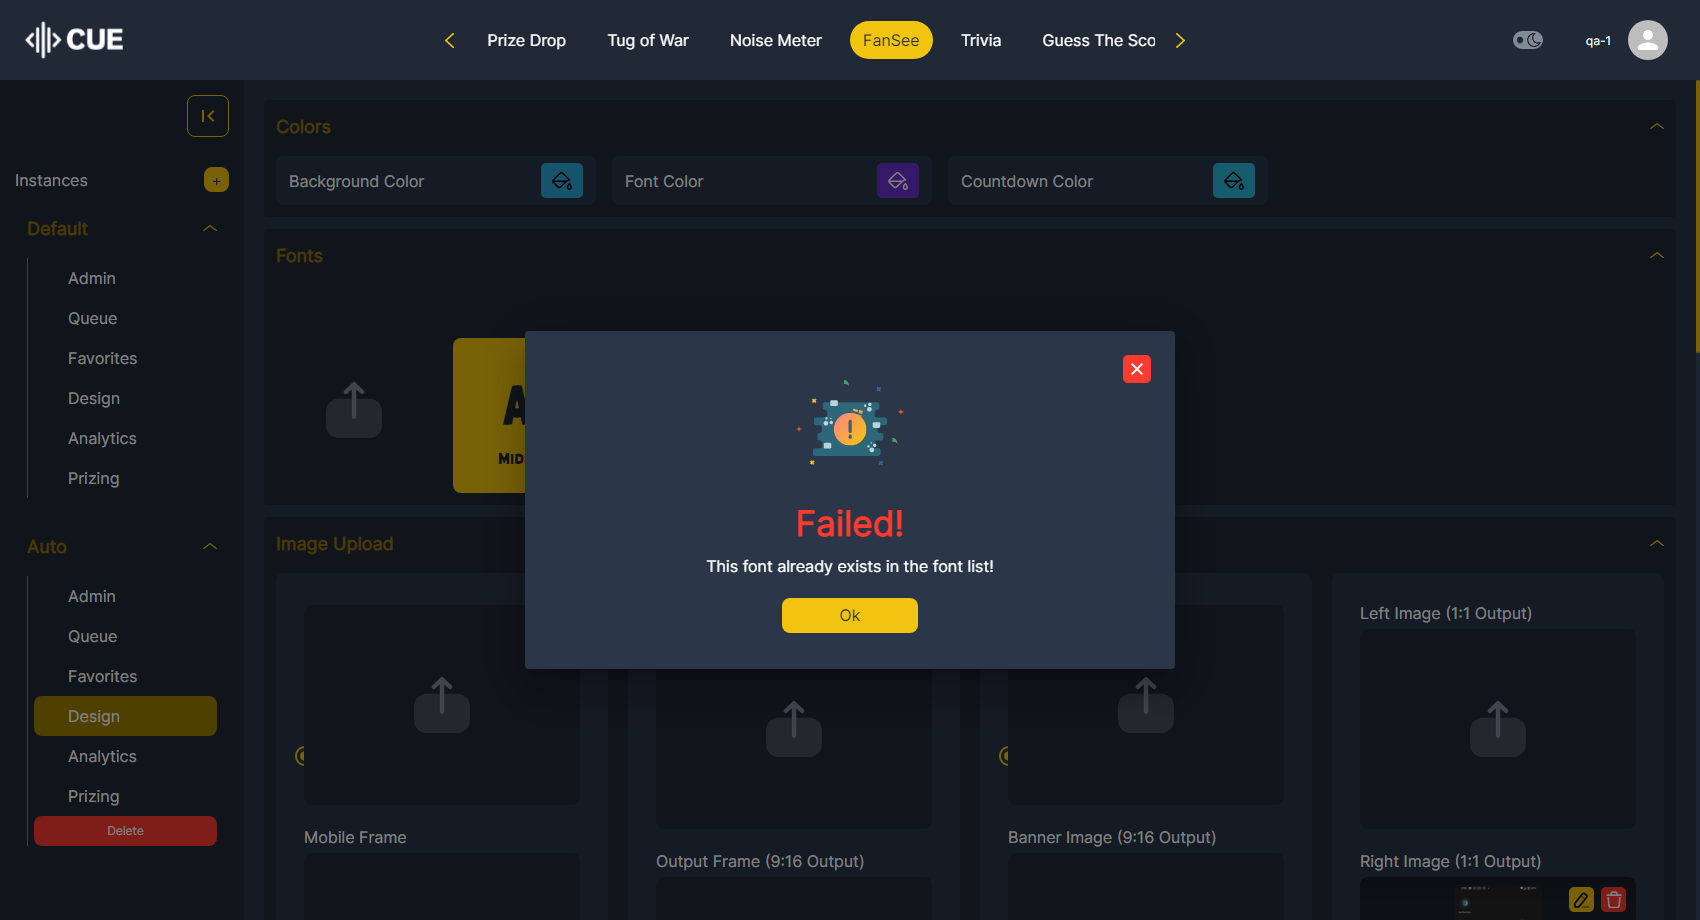 CUE
Prize Drop
Tug of War
Noise Meter
FanSee
Trivia
Guess The Sco
qa-1
Instances
+
Default
Admin
Queue
Favorites
Design
Analytics
Prizing
Auto
Admin
Queue
Favorites
Design
Analytics
Prizing
Delete
Colors
Background Color
Font Color
Countdown Color
Fonts
A
MID
Failed!
This font already exists in the font list!
Ok
Image Upload
Left Image (1:1 Output)
Mobile Frame
Output Frame (9:16 Output)
Banner Image (9:16 Output)
Right Image (1:1 Output)